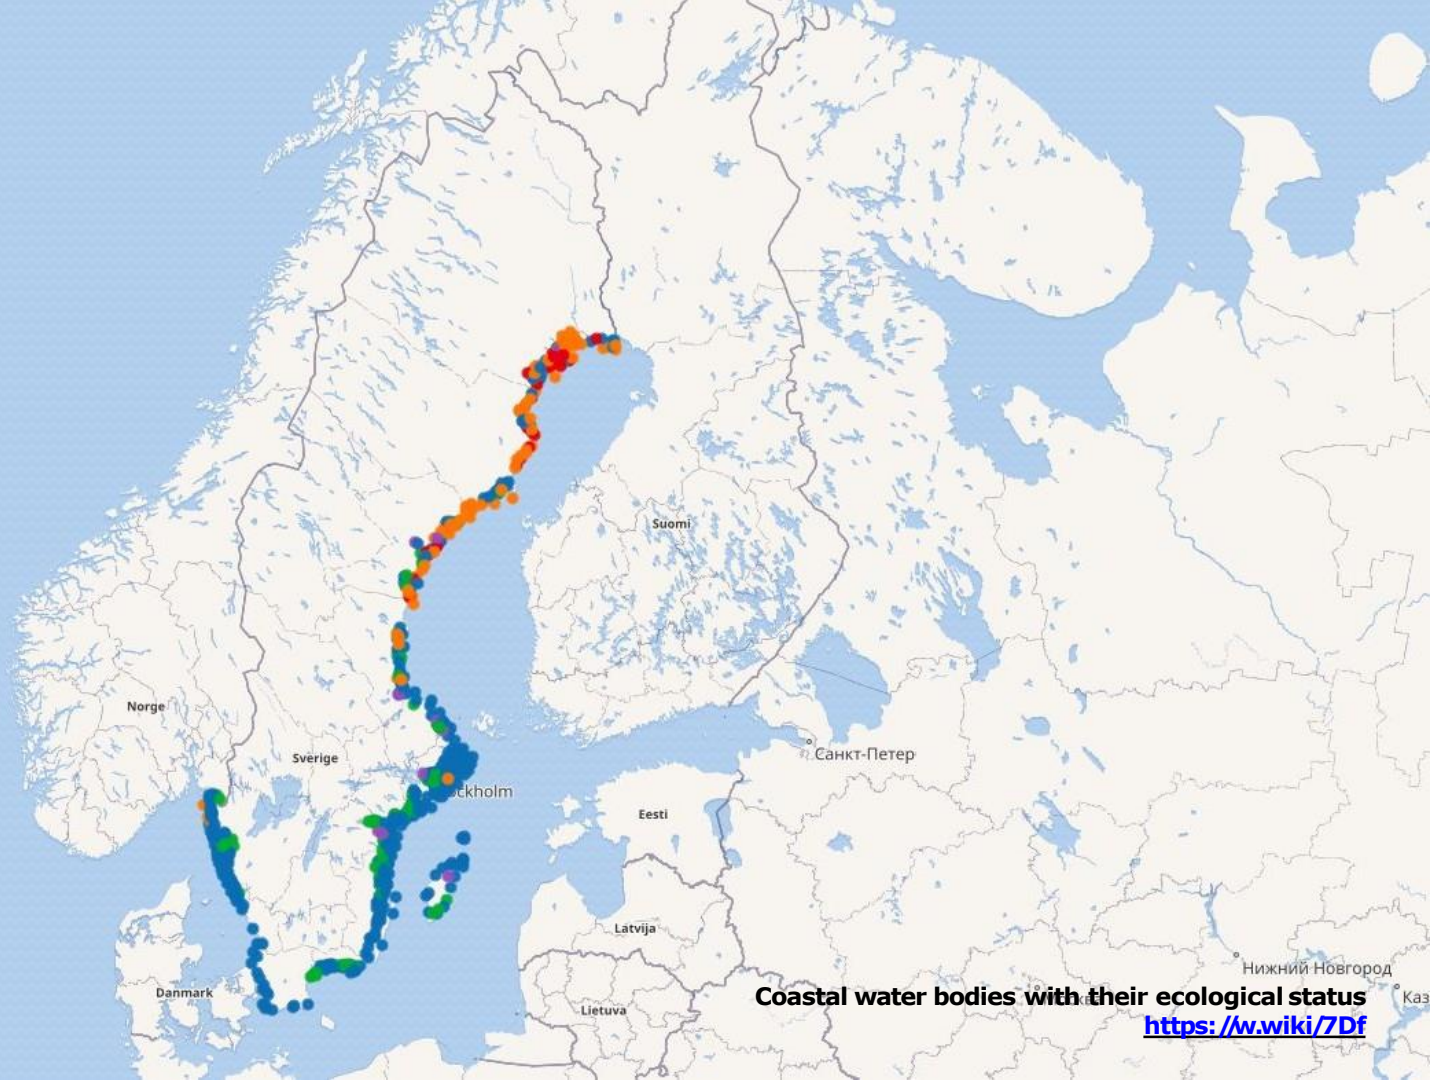 Suomi
Norge
Sverige
Санкт-Петер
ckholm
Eesti
Latvija
Нижний Новгород
Danmark
Coastal water bodies with their ecological status
Каз
Lietuva
https://w.wiki/7Df